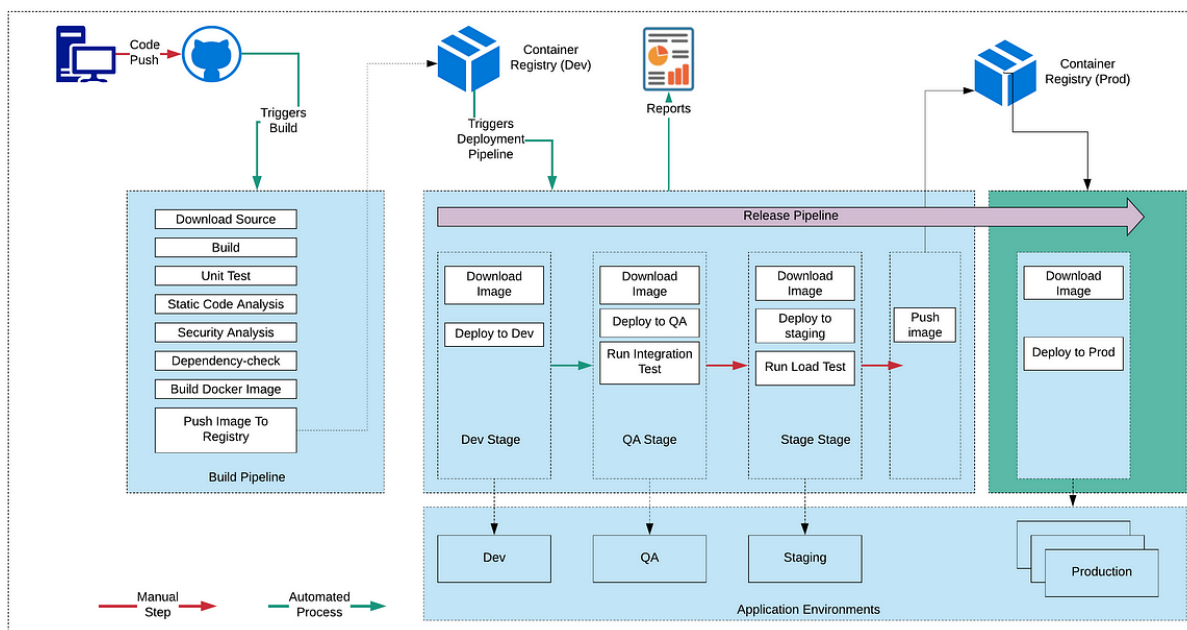 Code
Push
Triggers
Build
Container
Registry (Dev)
Triggers
Deployment
Pipeline
Reports
Container
Registry (Prod)
Download Source
Build
Unit Test
Static Code Analysis
Security Analysis
Dependency-check
Build Docker Image
Push Image To
Registry
Build Pipeline
Release Pipeline
Download
Image
Deploy to Dev
Dev Stage
Download
Image
Deploy to QA
Run Integration
Test
QA Stage
Download
Image
Deploy to
staging
Run Load Test
Stage Stage
Push
image
Download
Image
Deploy to Prod
Dev
QA
Staging
Production
Application Environments
Manual
Step
Automated
Process